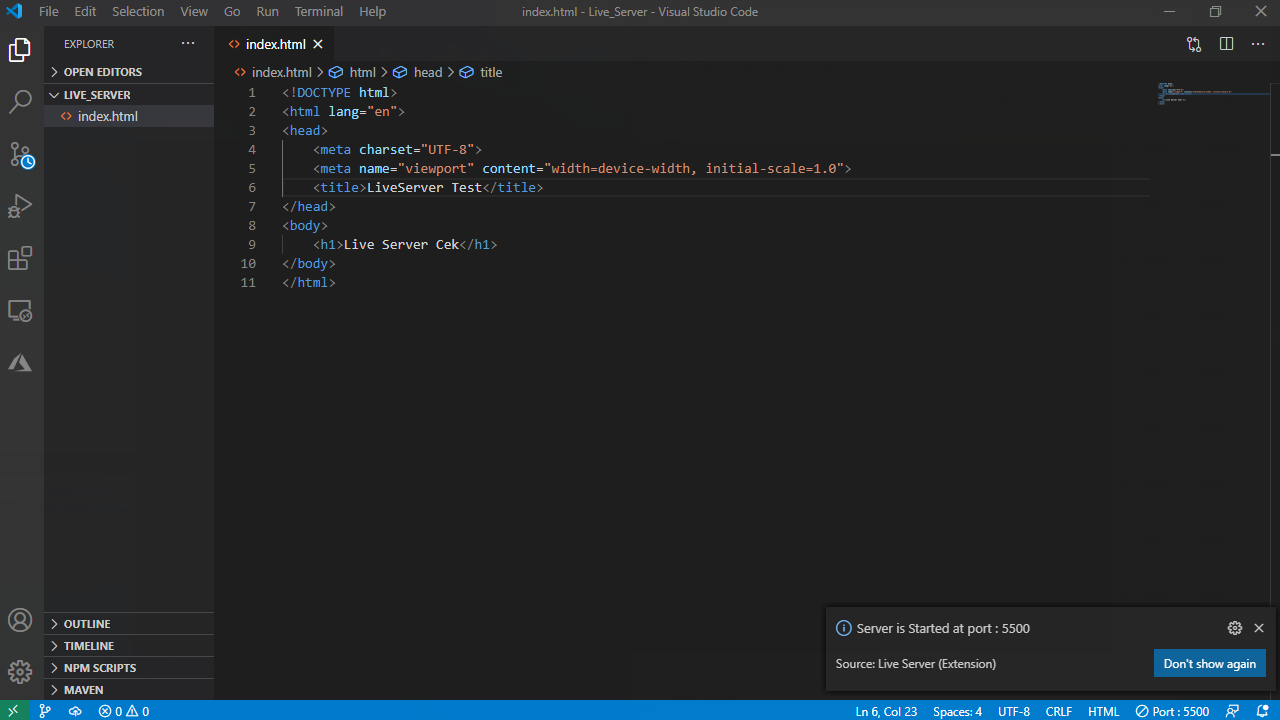 File Edit Selection View Go Run Terminal Help index.html - Live_Server - Visual Studio Code
EXPLORER
index.html
OPEN EDITORS
LIVE_SERVER
index.html
index.html > html > head > title
1 <!DOCTYPE html>
2 <html lang="en">
3 <head>
4 <meta charset="UTF-8">
5 <meta name="viewport" content="width=device-width, initial-scale=1.0">
6 <title>LiveServer Test</title>
7 </head>
8 <body>
9 <h1>Live Server Cek</h1>
10 </body>
11 </html>
OUTLINE
TIMELINE
NPM SCRIPTS
MAVEN
Server is Started at port : 5500
Source: Live Server (Extension) Don't show again
0 0 Ln 6, Col 23 Spaces: 4 UTF-8 CRLF HTML Port : 5500